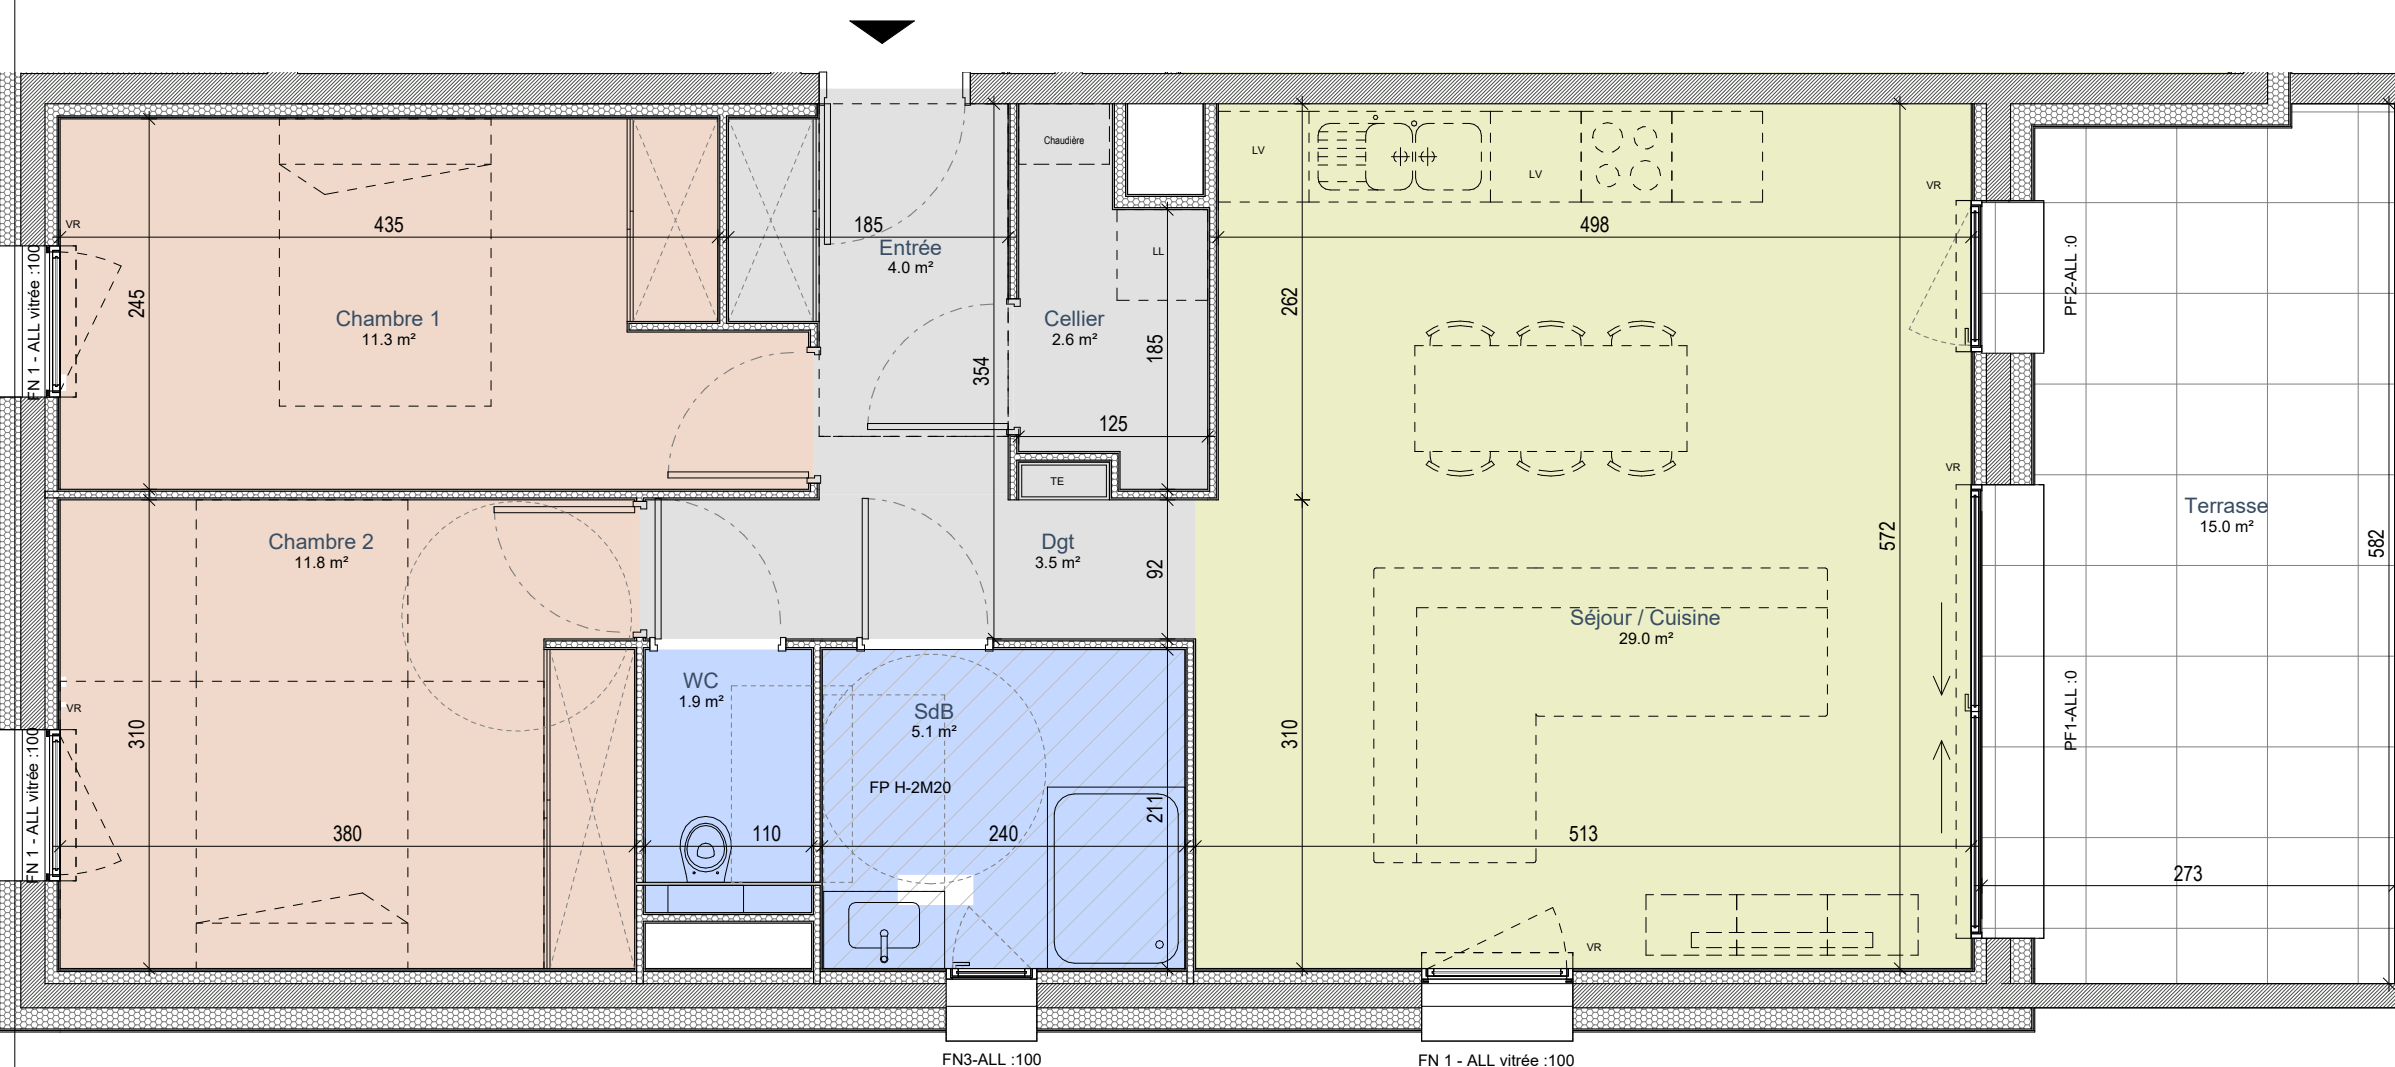 Chaudière
LV
LV
VR
VR
435
185
498
Entrée
4.0 m²
LL
FN 1 - ALL vitrée :100
245
Chambre 1
11.3 m²
Cellier
2.6 m²
354
185
262
PF2-ALL :0
125
TE
VR
Terrasse
15.0 m²
Chambre 2
11.8 m²
Dgt
3.5 m²
92
572
582
Séjour / Cuisine
29.0 m²
VR
WC
1.9 m²
SdB
5.1 m²
310
310
PF1-ALL :0
FN 1 - ALL vitrée :100
FP H-2M20
211
380
110
240
513
273
VR
FN3-ALL :100
FN 1 - ALL vitrée :100